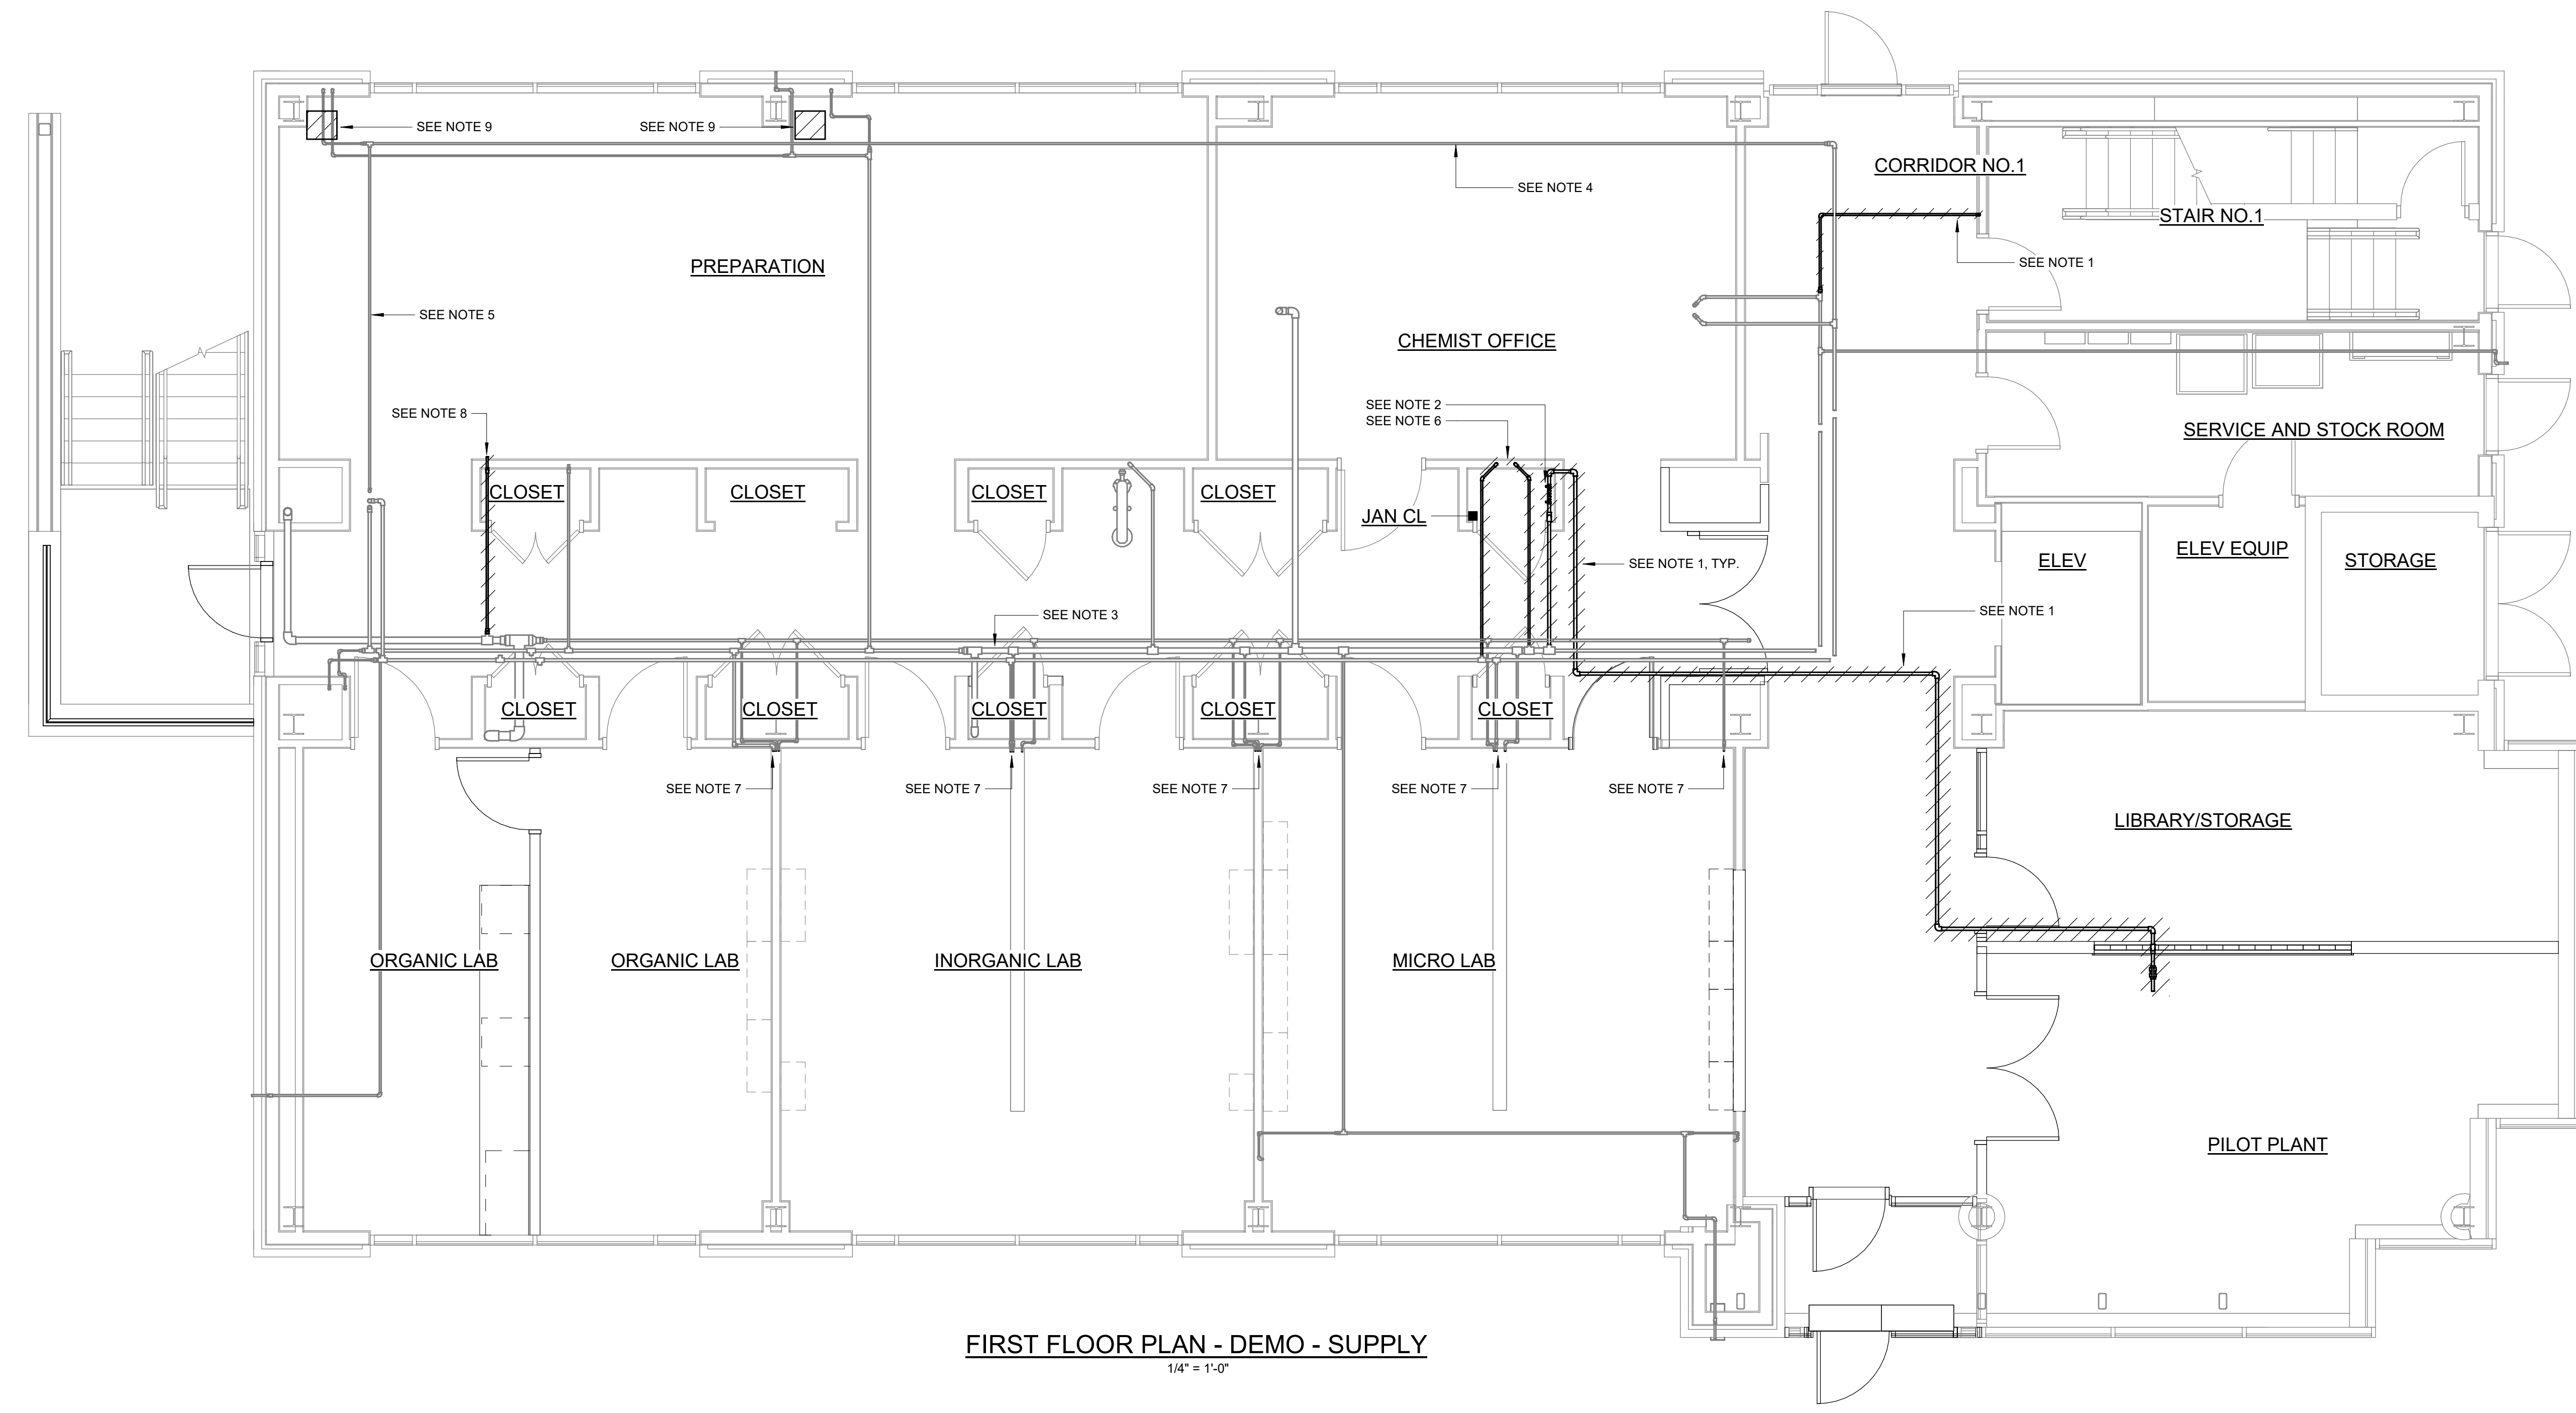 SEE NOTE 9
SEE NOTE 9
CORRIDOR NO.1
SEE NOTE 4
STAIR NO.1
PREPARATION
SEE NOTE 1
SEE NOTE 5
CHEMIST OFFICE
SEE NOTE 2
SEE NOTE 8
SEE NOTE 6
SERVICE AND STOCK ROOM
CLOSET
CLOSET
CLOSET
CLOSET
JAN CL
ELEV
ELEV EQUIP
STORAGE
SEE NOTE 1, TYP.
SEE NOTE 3
SEE NOTE 1
CLOSET
CLOSET
CLOSET
CLOSET
CLOSET
SEE NOTE 7
SEE NOTE 7
SEE NOTE 7
SEE NOTE 7
SEE NOTE 7
LIBRARY/STORAGE
ORGANIC LAB
ORGANIC LAB
INORGANIC LAB
MICRO LAB
PILOT PLANT
FIRST FLOOR PLAN - DEMO - SUPPLY
1/4" = 1'-0"